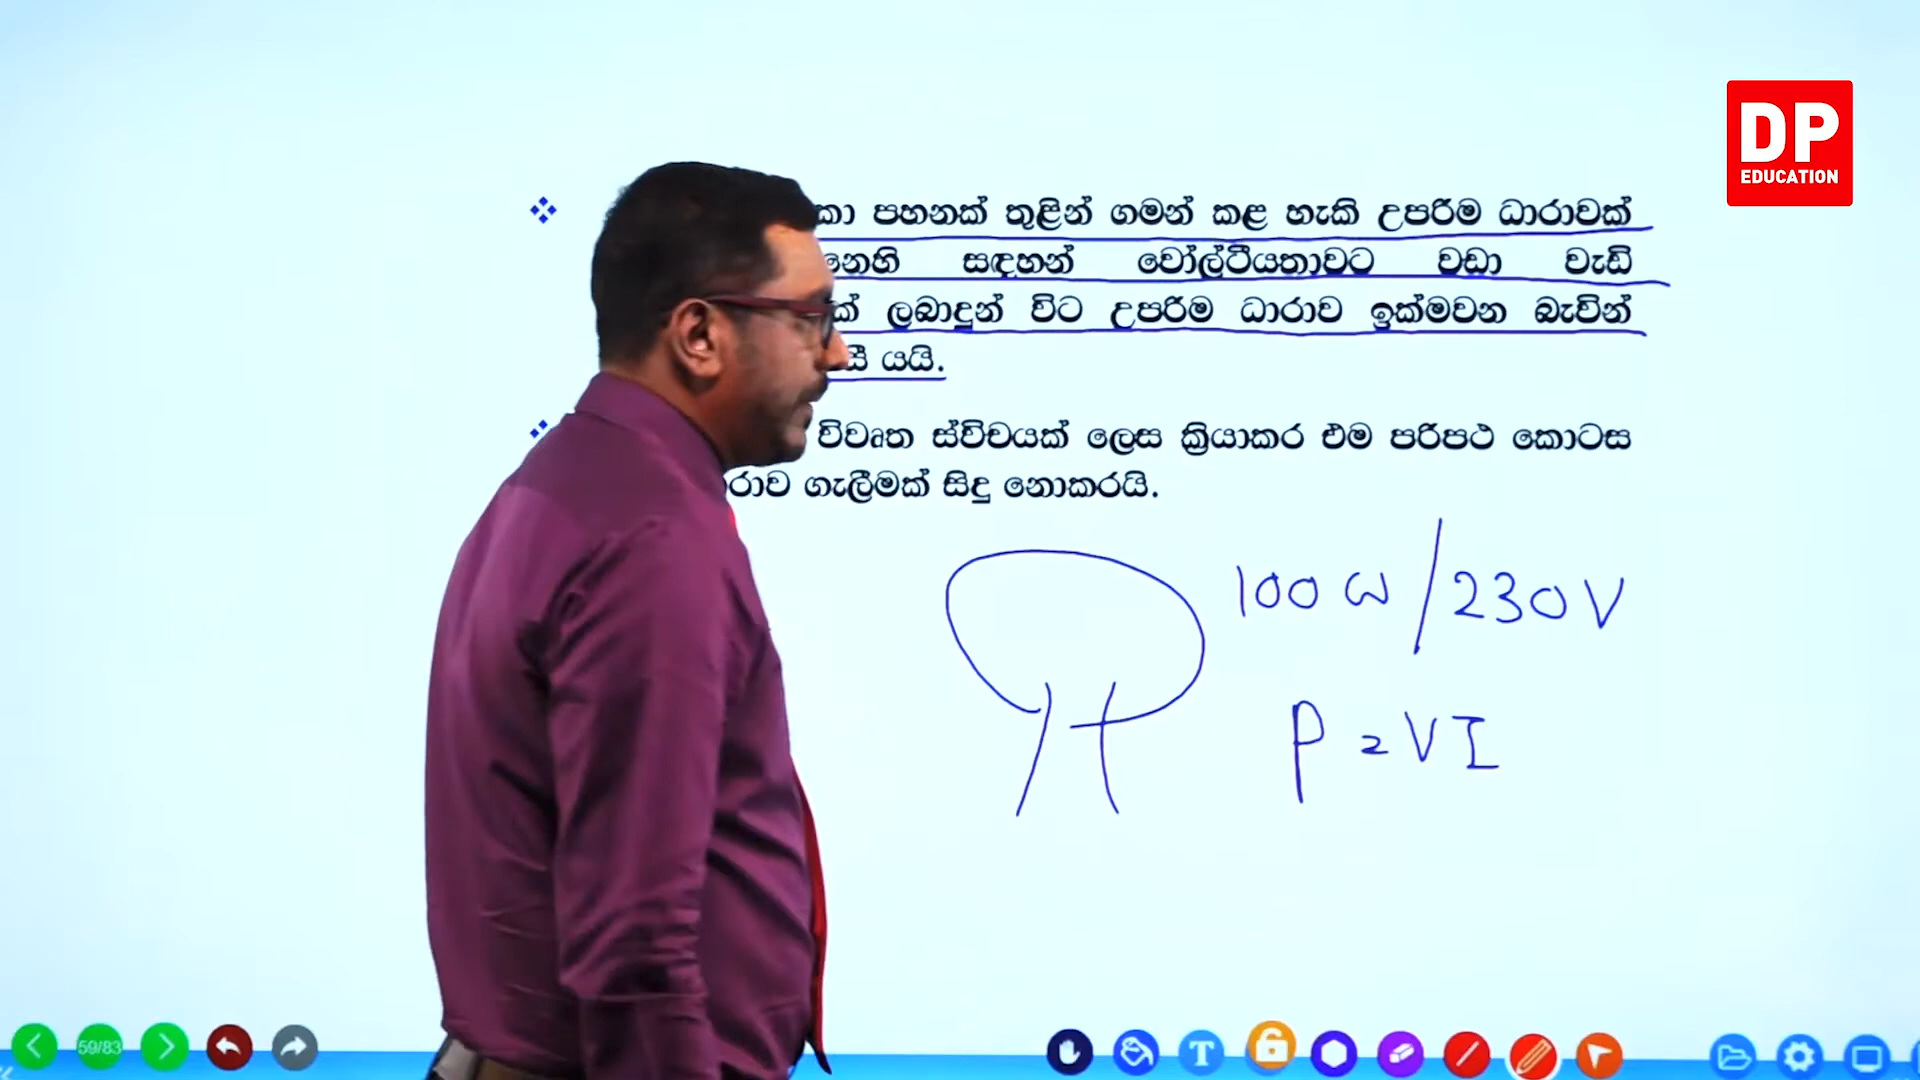 DP
EDUCATION
පහනක් තුළින් ගමන් කළ හැකි උපරිම ධාරාවක්
සඳහන් වෝල්ටීයතාවට වඩා වැඩි
ලබාදුන් විට උපරිම ධාරාව ඉක්මවන බැවින්
යයි.
විවෘත ස්විචයක් ලෙස ක්‍රියාකර එම පරිපථ කොටස
ගැලීමක් සිදු නොකරයි.
100 W / 230 V
P = VI
59/83